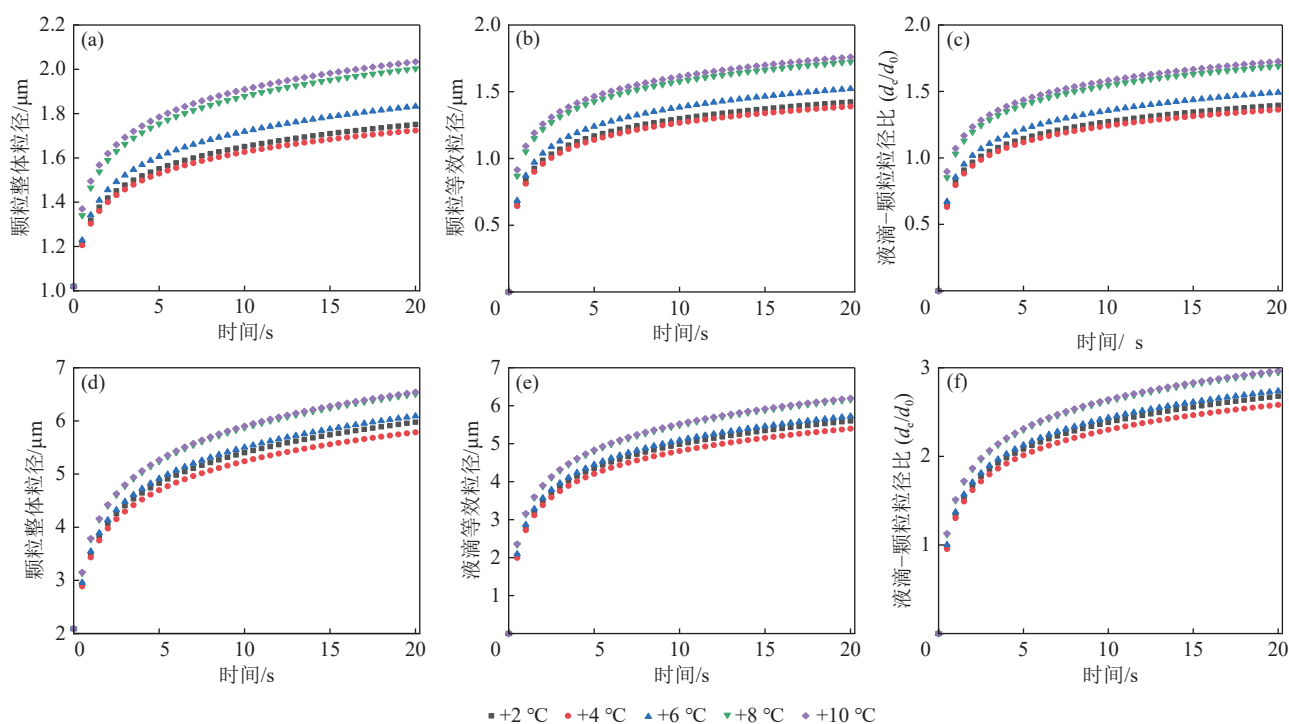 (a)
颗粒整体粒径/μm
2.2
2.0
1.8
1.6
1.4
1.2
1.0
0 5 10 15 20
时间/s
(b)
颗粒等效粒径/μm
2.0
1.5
1.0
0.5
0 5 10 15 20
时间/s
(c)
液滴−颗粒粒径比 (de/d0)
2.0
1.5
1.0
0.5
0 5 10 15 20
时间/ s
(d)
颗粒整体粒径/μm
7
6
5
4
3
2
0 5 10 15 20
时间/s
(e)
液滴等效粒径/μm
7
6
5
4
3
2
1
0 5 10 15 20
时间/s
(f)
液滴−颗粒粒径比 (de/d0)
3
2
1
0 5 10 15 20
时间/s
+2 ℃ +4 ℃ +6 ℃ +8 ℃ +10 ℃